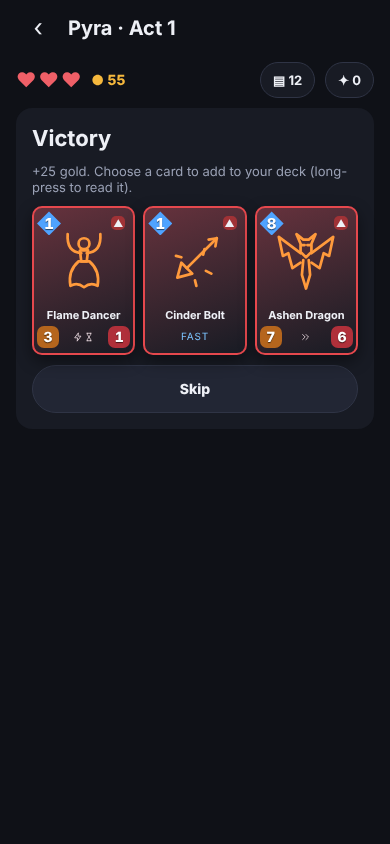 Pyra · Act 1
55
12
0
Victory
+25 gold. Choose a card to add to your deck (long-
press to read it).
1
1
8
Flame Dancer
Cinder Bolt
Ashen Dragon
3
1
FAST
7
6
Skip